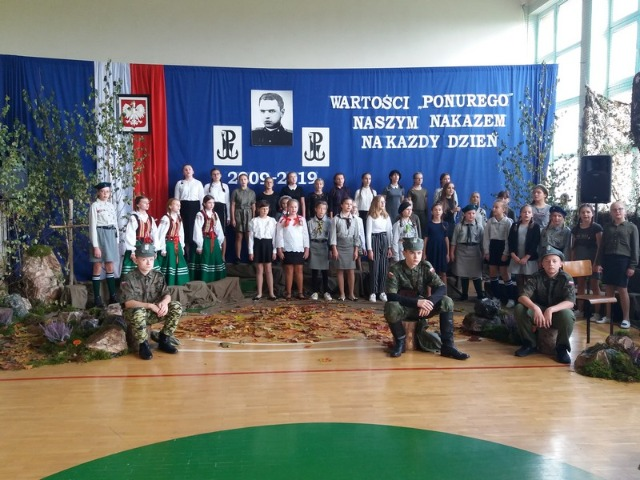 WARTOŚCI „PONUREGO"
NASZYM NAKAZEM
NA KAŻDY DZIEŃ
2009-2019